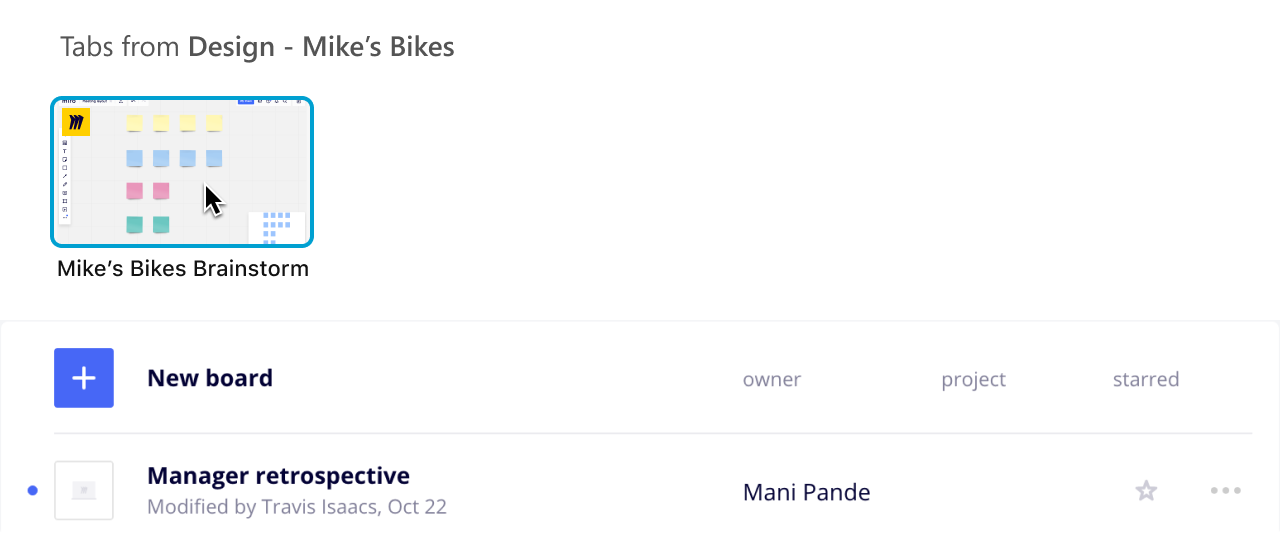 Tabs from Design - Mike’s Bikes
miro
Mike’s Bikes Brainstorm
New board
owner
project
starred
Manager retrospective
Modified by Travis Isaacs, Oct 22
Mani Pande